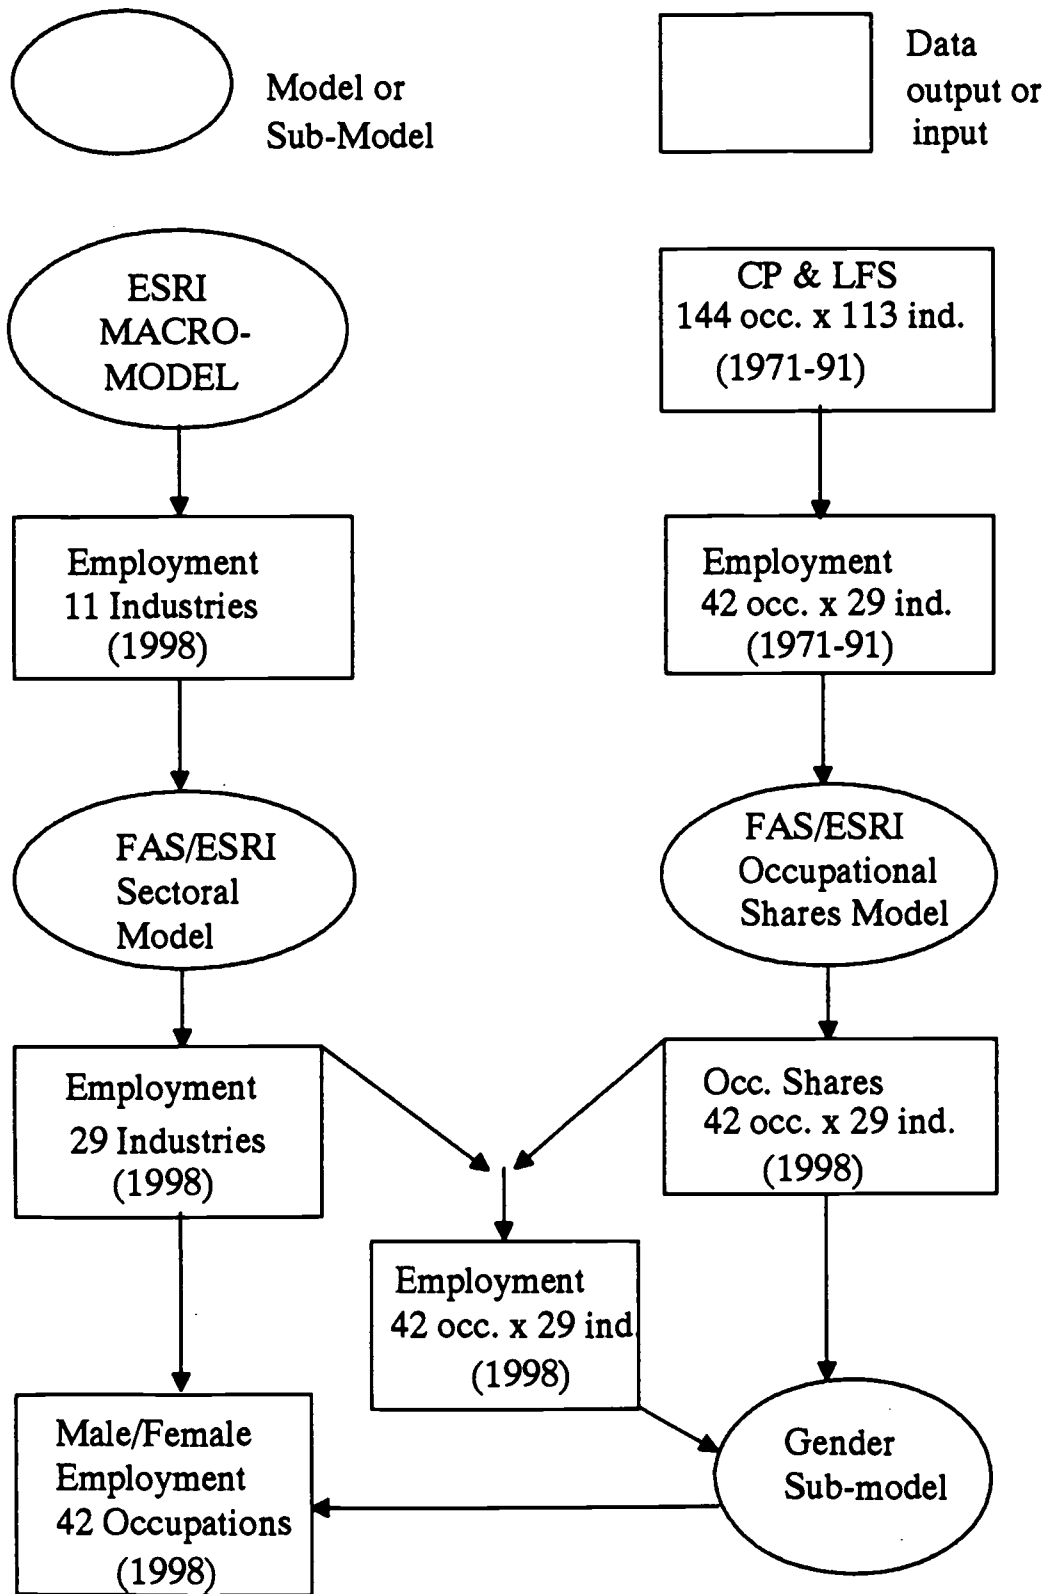 Model or
Sub-Model
Data
output or
input
ESRI
MACRO-
MODEL
CP & LFS
144 occ. x 113 ind.
(1971-91)
Employment
11 Industries
(1998)
Employment
42 occ. x 29 ind.
(1971-91)
FAS/ESRI
Sectoral
Model
FAS/ESRI
Occupational
Shares Model
Employment
29 Industries
(1998)
Occ. Shares
42 occ. x 29 ind.
(1998)
Employment
42 occ. x 29 ind.
(1998)
Male/Female
Employment
42 Occupations
(1998)
Gender
Sub-model